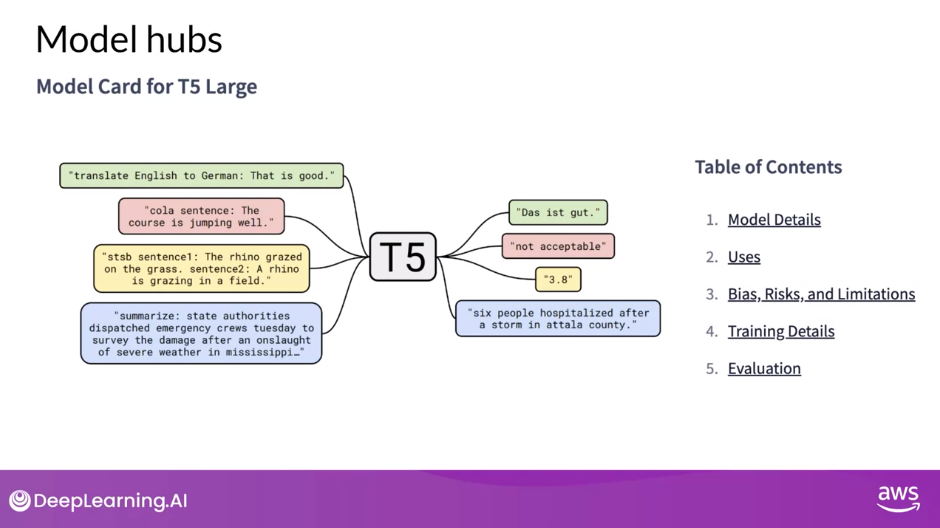 Model hubs
Model Card for T5 Large
"translate English to German: That is good."
"cola sentence: The
course is jumping well."
"stsb sentence1: The rhino grazed
on the grass. sentence2: A rhino
is grazing in a field."
"summarize: state authorities
dispatched emergency crews tuesday to
survey the damage after an onslaught
of severe weather in mississippi…"
T5
"Das ist gut."
"not acceptable"
"3.8"
"six people hospitalized after
a storm in attala county."
Table of Contents
1. Model Details
2. Uses
3. Bias, Risks, and Limitations
4. Training Details
5. Evaluation
DeepLearning.AI
aws